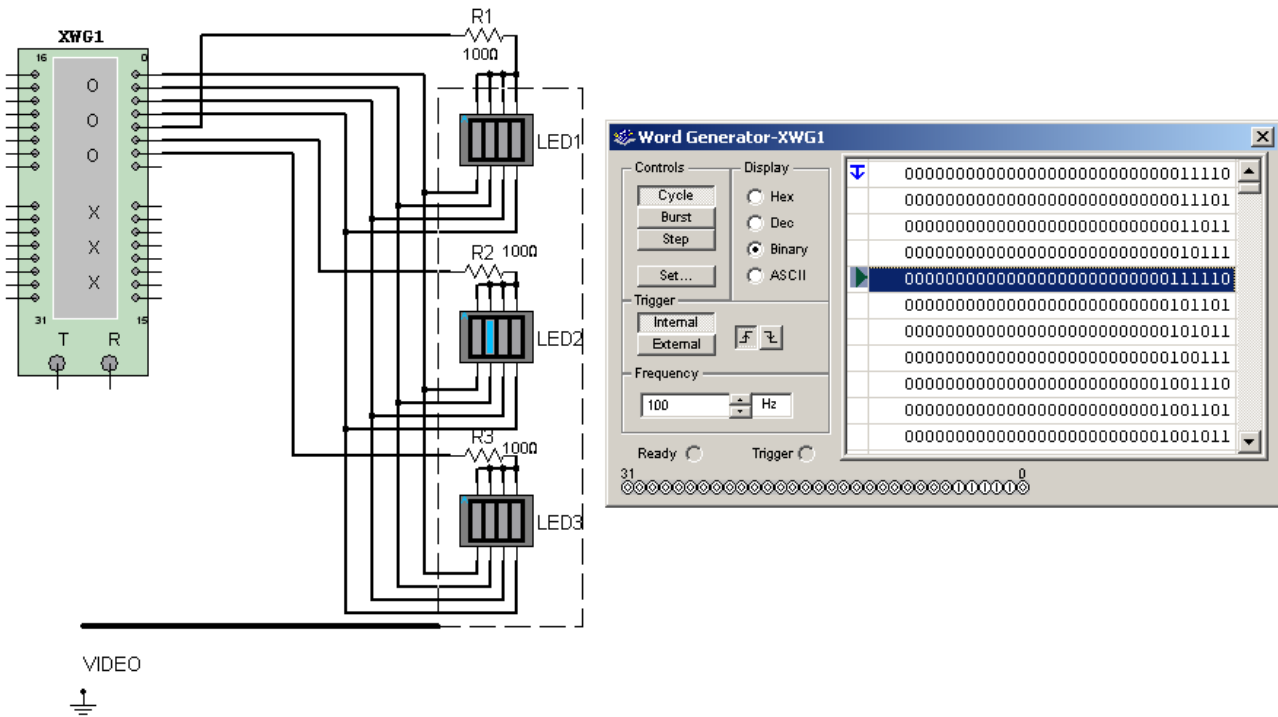 R1
100Ω
XWG1
16
0
O
O
O
X
X
X
31
15
T
R
LED1
R2 100Ω
LED2
R3 100Ω
LED3
VIDEO
Word Generator-XWG1
Controls
Cycle
Burst
Step
Set...
Display
Hex
Dec
Binary
ASCII
Trigger
Internal
External
Frequency
100 Hz
Ready
Trigger
00000000000000000000000000011110
00000000000000000000000000011101
00000000000000000000000000011011
00000000000000000000000000010111
00000000000000000000000000111110
00000000000000000000000000101101
00000000000000000000000000101011
00000000000000000000000000100111
00000000000000000000000001001110
00000000000000000000000001001101
00000000000000000000000001001011
31
0